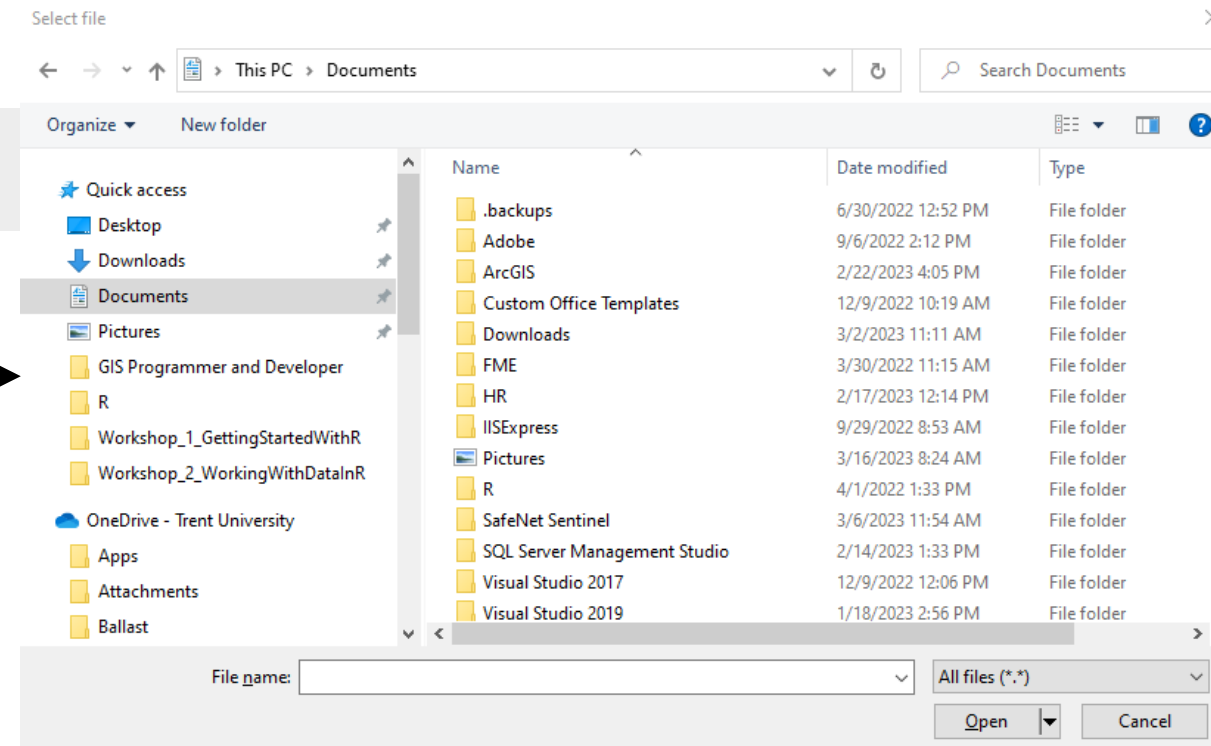 Select file
This PC > Documents
Search Documents
Organize
New folder
Name
Date modified
Type
Quick access
Desktop
Downloads
Documents
Pictures
GIS Programmer and Developer
R
Workshop_1_GettingStartedWithR
Workshop_2_WorkingWithDataInR
OneDrive - Trent University
Apps
Attachments
Ballast
.backups 6/30/2022 12:52 PM File folder
Adobe 9/6/2022 2:12 PM File folder
ArcGIS 2/22/2023 4:05 PM File folder
Custom Office Templates 12/9/2022 10:19 AM File folder
Downloads 3/2/2023 11:11 AM File folder
FME 3/30/2022 11:15 AM File folder
HR 2/17/2023 12:14 PM File folder
IISExpress 9/29/2022 8:53 AM File folder
Pictures 3/16/2023 8:24 AM File folder
R 4/1/2022 1:33 PM File folder
SafeNet Sentinel 3/6/2023 11:54 AM File folder
SQL Server Management Studio 2/14/2023 1:33 PM File folder
Visual Studio 2017 12/9/2022 12:06 PM File folder
Visual Studio 2019 1/18/2023 2:56 PM File folder
File name:
All files (*.*)
Open
Cancel